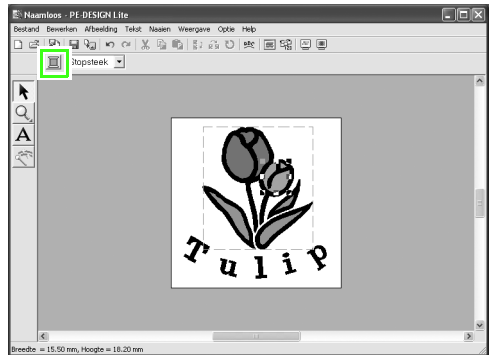 Naamloos - PE-DESIGN Lite
Bestand Bewerken Afbeelding Tekst Naaien Weergave Optie Help
Stopsteek
A
Tulip
Breedte = 15.50 mm, Hoogte = 18.20 mm